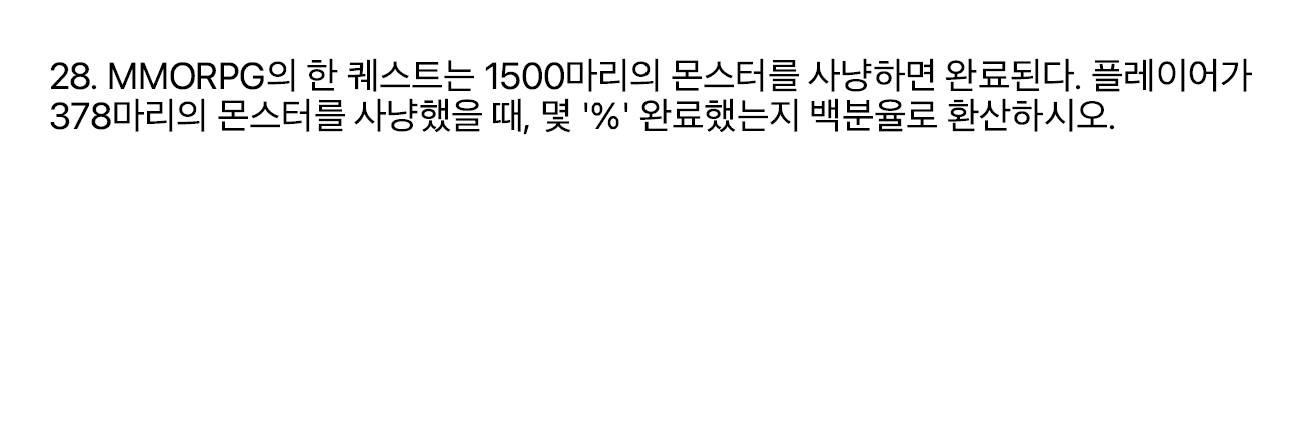 28. MMORPG의 한 퀘스트는 1500마리의 몬스터를 사냥하면 완료된다. 플레이어가
378마리의 몬스터를 사냥했을 때, 몇 '%' 완료했는지 백분율로 환산하시오.